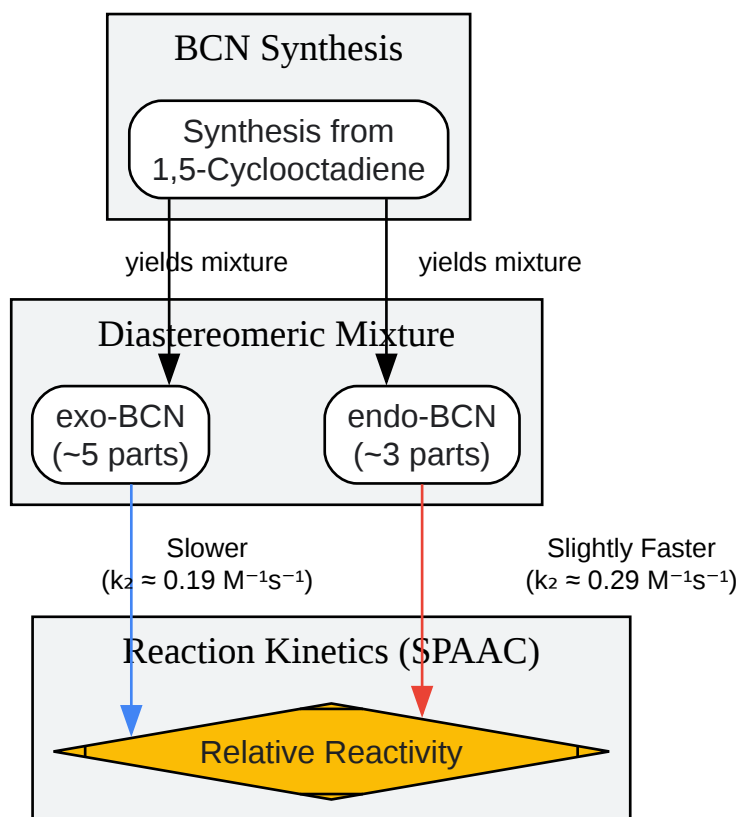 BCN Synthesis
Synthesis from
1,5-Cyclooctadiene
yields mixture
yields mixture
Diastereomeric Mixture
exo-BCN
(~5 parts)
endo-BCN
(~3 parts)
Slower
(k₂ ≈ 0.19 M⁻¹s⁻¹)
Slightly Faster
(k₂ ≈ 0.29 M⁻¹s⁻¹)
Reaction Kinetics (SPAAC)
Relative Reactivity